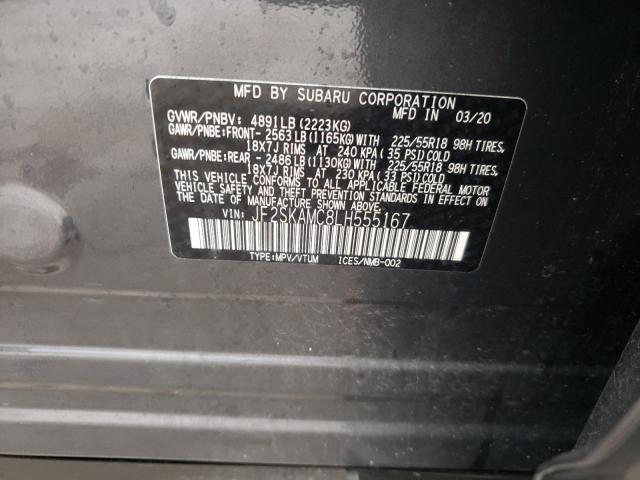 MFD BY SUBARU CORPORATION MFD IN 03/20
GVWR/PNBV: 4891LB(2223KG)
GAWR/PNBE:FRONT-2563LB(1165KG)WITH 225/55R18 98H TIRES,
18X7J RIMS AT 240 KPA(35 PSI)COLD
GAWR/PNBE:REAR -2486LB(1130KG)WITH 225/55R18 98H TIRES,
18X7J RIMS AT 230 KPA(33 PSI)COLD
THIS VEHICLE CONFORMS TO ALL APPLICABLE FEDERAL MOTOR
VEHICLE SAFETY AND THEFT PREVENTION STANDARDS IN EFFECT ON
THE DATE OF MANUFACTURE SHOWN ABOVE.
VIN: JF2SKAMC8LH555167
TYPE:MPV/VTUM ICES/NMB-002